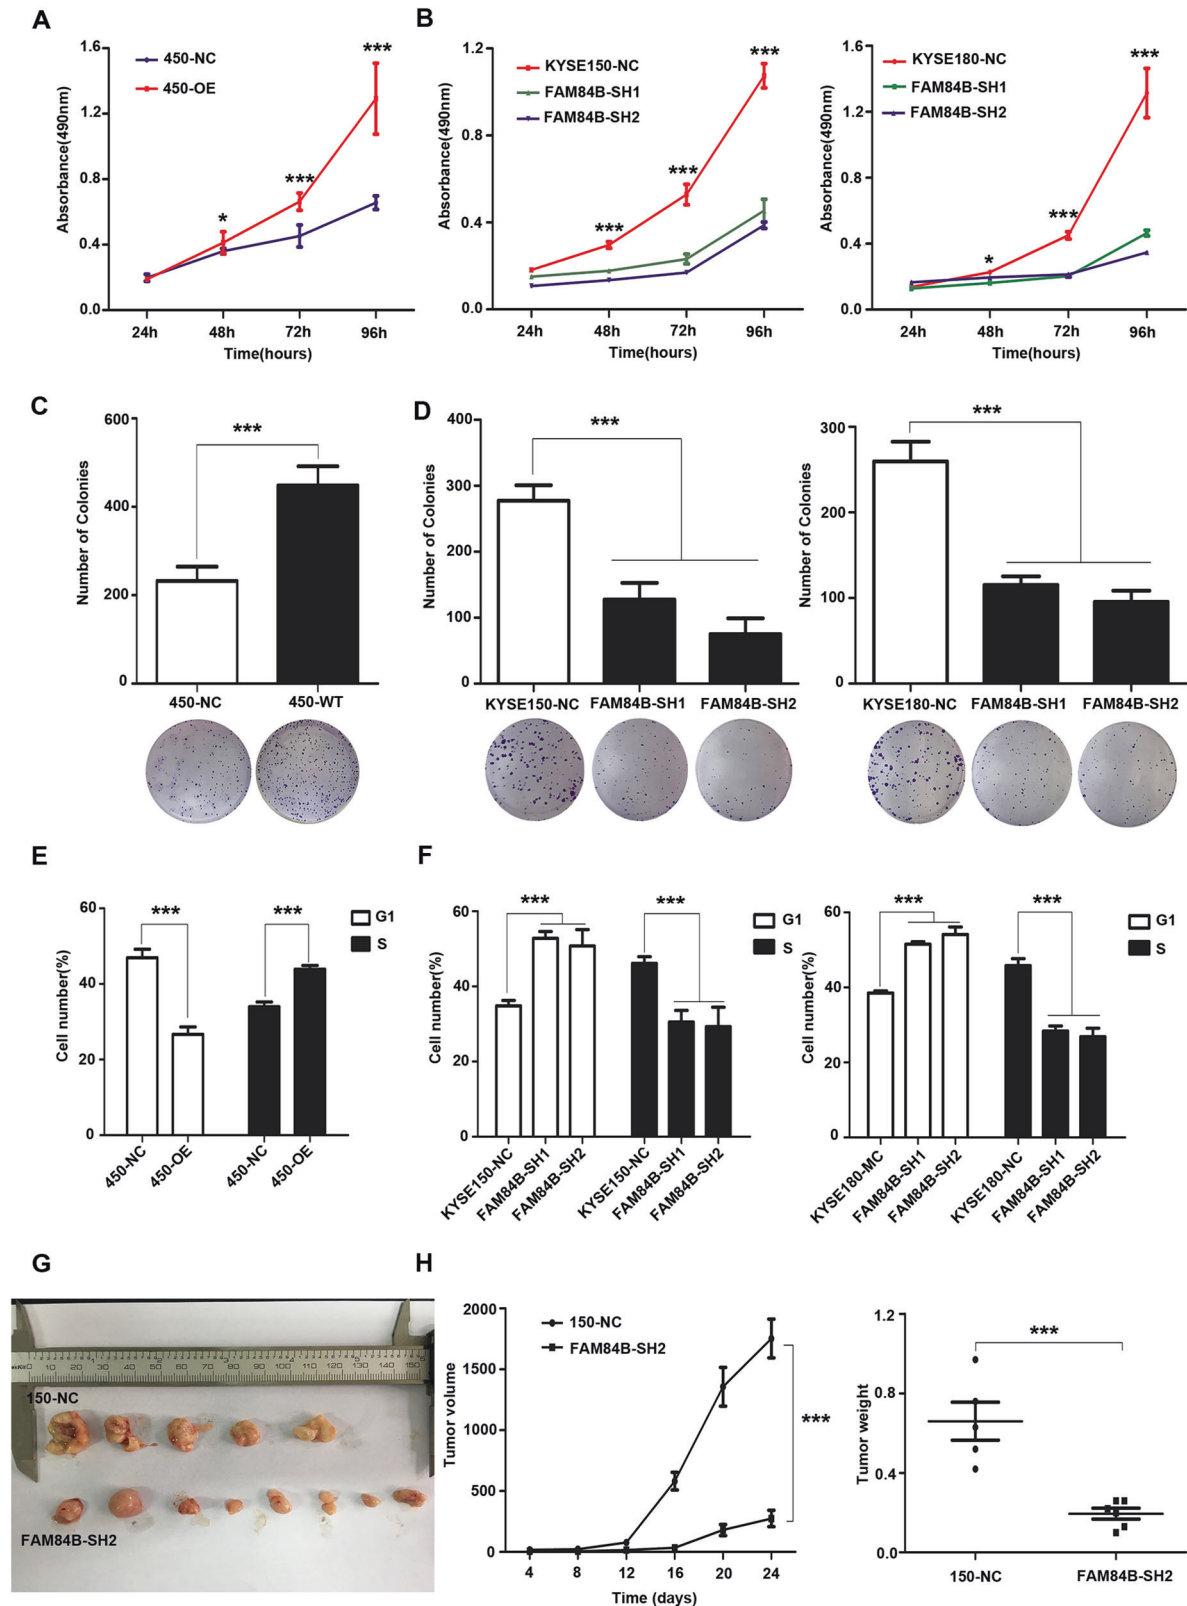 A
1.6
1.2
0.8
0.4
0.0
Absorbance(490nm)
450-NC
450-OE
*
***
***
24h 48h 72h 96h
Time(hours)
B
1.2
0.8
0.4
0.0
Absorbance(490nm)
KYSE150-NC
FAM84B-SH1
FAM84B-SH2
***
***
***
24h 48h 72h 96h
Time(hours)
1.6
1.2
0.8
0.4
0.0
Absorbance(490nm)
KYSE180-NC
FAM84B-SH1
FAM84B-SH2
*
***
***
24h 48h 72h 96h
Time(hours)
C
600
400
200
0
Number of Colonies
***
450-NC 450-WT
D
400
300
200
100
0
Number of Colonies
***
KYSE150-NC FAM84B-SH1 FAM84B-SH2
300
200
100
0
Number of Colonies
***
KYSE180-NC FAM84B-SH1 FAM84B-SH2
E
60
40
20
0
Cell number(%)
*** ***
G1
S
450-NC 450-OE 450-NC 450-OE
F
60
40
20
0
Cell number(%)
*** ***
G1
S
KYSE150-NC FAM84B-SH1 FAM84B-SH2 KYSE150-NC FAM84B-SH1 FAM84B-SH2
60
40
20
0
Cell number(%)
*** ***
G1
S
KYSE180-MC FAM84B-SH1 FAM84B-SH2 KYSE180-NC FAM84B-SH1 FAM84B-SH2
G
150-NC
FAM84B-SH2
H
2000
1500
1000
500
0
Tumor volume
150-NC
FAM84B-SH2
***
4 8 12 16 20 24
Time (days)
1.2
0.8
0.4
0.0
Tumor weight
***
150-NC FAM84B-SH2